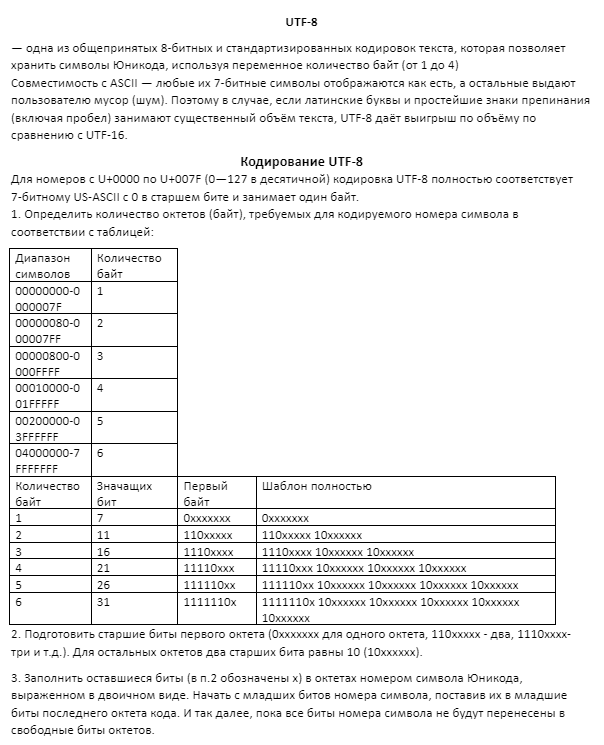 UTF-8
— одна из общепринятых 8-битных и стандартизированных кодировок текста, которая позволяет
хранить символы Юникода, используя переменное количество байт (от 1 до 4)
Совместимость с ASCII — любые их 7-битные символы отображаются как есть, а остальные выдают
пользователю мусор (шум). Поэтому в случае, если латинские буквы и простейшие знаки препинания
(включая пробел) занимают существенный объём текста, UTF-8 даёт выигрыш по объёму по
сравнению с UTF-16.
Кодирование UTF-8
Для номеров с U+0000 по U+007F (0—127 в десятичной) кодировка UTF-8 полностью соответствует
7-битному US-ASCII с 0 в старшем бите и занимает один байт.
1. Определить количество октетов (байт), требуемых для кодируемого номера символа в
соответствии с таблицей:
Диапазон Количество
символов байт
00000000-0 1
000007F
00000080-0 2
00007FF
00000800-0 3
000FFFF
00010000-0 4
01FFFFF
00200000-0 5
3FFFFFF
04000000-7 6
FFFFFFF
Количество Значащих Первый Шаблон полностью
байт бит байт
1 7 0xxxxxxx 0xxxxxxx
2 11 110xxxxx 110xxxxx 10xxxxxx
3 16 1110xxxx 1110xxxx 10xxxxxx 10xxxxxx
4 21 11110xxx 11110xxx 10xxxxxx 10xxxxxx 10xxxxxx
5 26 111110xx 111110xx 10xxxxxx 10xxxxxx 10xxxxxx 10xxxxxx
6 31 1111110x 1111110x 10xxxxxx 10xxxxxx 10xxxxxx 10xxxxxx
10xxxxxx
2. Подготовить старшие биты первого октета (0xxxxxxx для одного октета, 110xxxxx - два, 1110xxxx-
три и т.д.). Для остальных октетов два старших бита равны 10 (10xxxxxx).
3. Заполнить оставшиеся биты (в п.2 обозначены x) в октетах номером символа Юникода,
выраженном в двоичном виде. Начать с младших битов номера символа, поставив их в младшие
биты последнего октета кода. И так далее, пока все биты номера символа не будут перенесены в
свободные биты октетов.